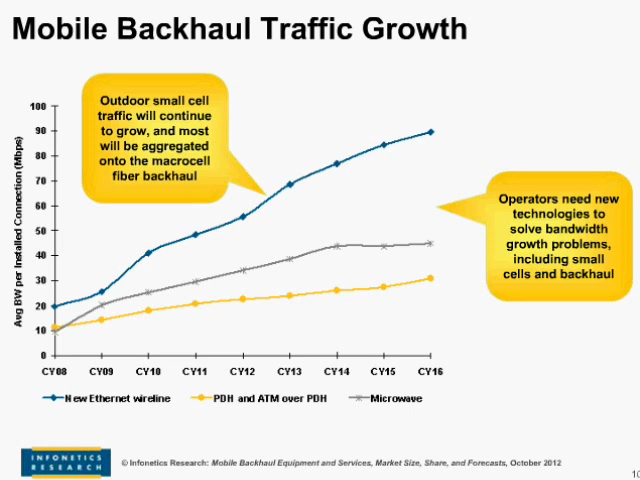 Mobile Backhaul Traffic Growth
Outdoor small cell
traffic will continue
to grow, and most
will be aggregated
onto the macrocell
fiber backhaul
Operators need new
technologies to
solve bandwidth
growth problems,
including small
cells and backhaul
Avg BW per Installed Connection (Mbps)
100
90
80
70
60
50
40
30
20
10
0
CY08 CY09 CY10 CY11 CY12 CY13 CY14 CY15 CY16
New Ethernet wireline PDH and ATM over PDH Microwave
INFONETICS
RESEARCH
© Infonetics Research: Mobile Backhaul Equipment and Services, Market Size, Share, and Forecasts, October 2012